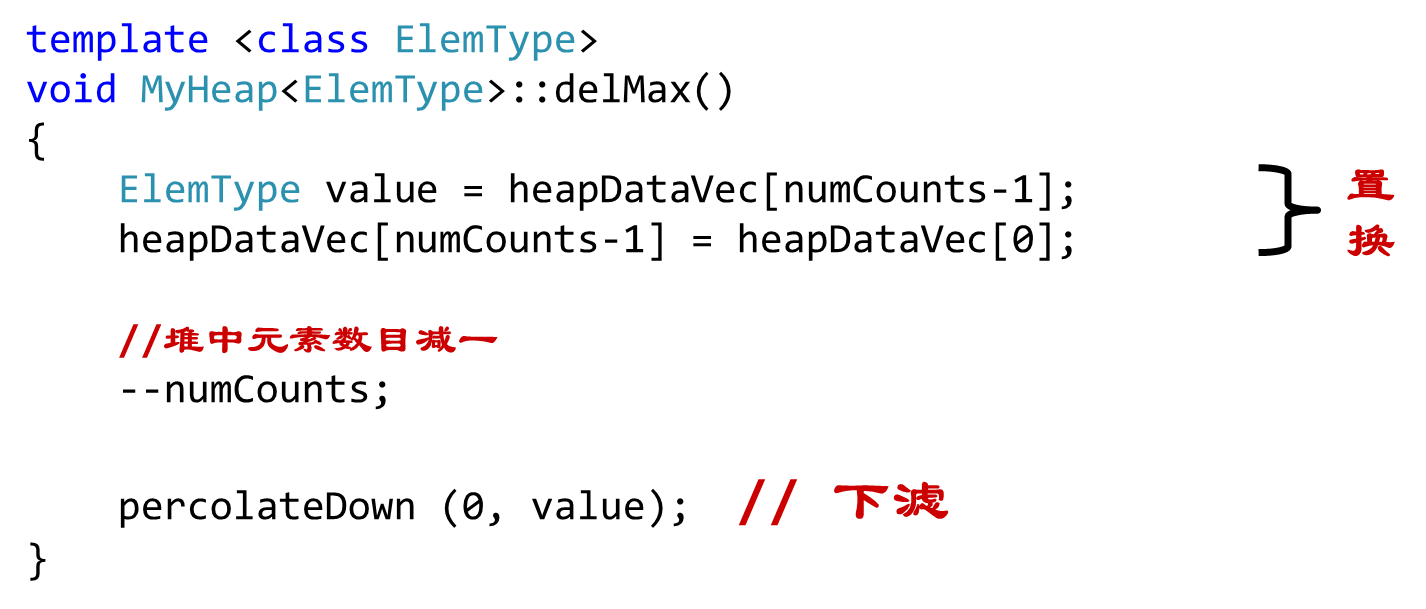 template <class ElemType>
void MyHeap<ElemType>::delMax()
{
    ElemType value = heapDataVec[numCounts-1];
    heapDataVec[numCounts-1] = heapDataVec[0];
置
换
    //堆中元素数目减一
    --numCounts;
    percolateDown (0, value);  // 下滤
}